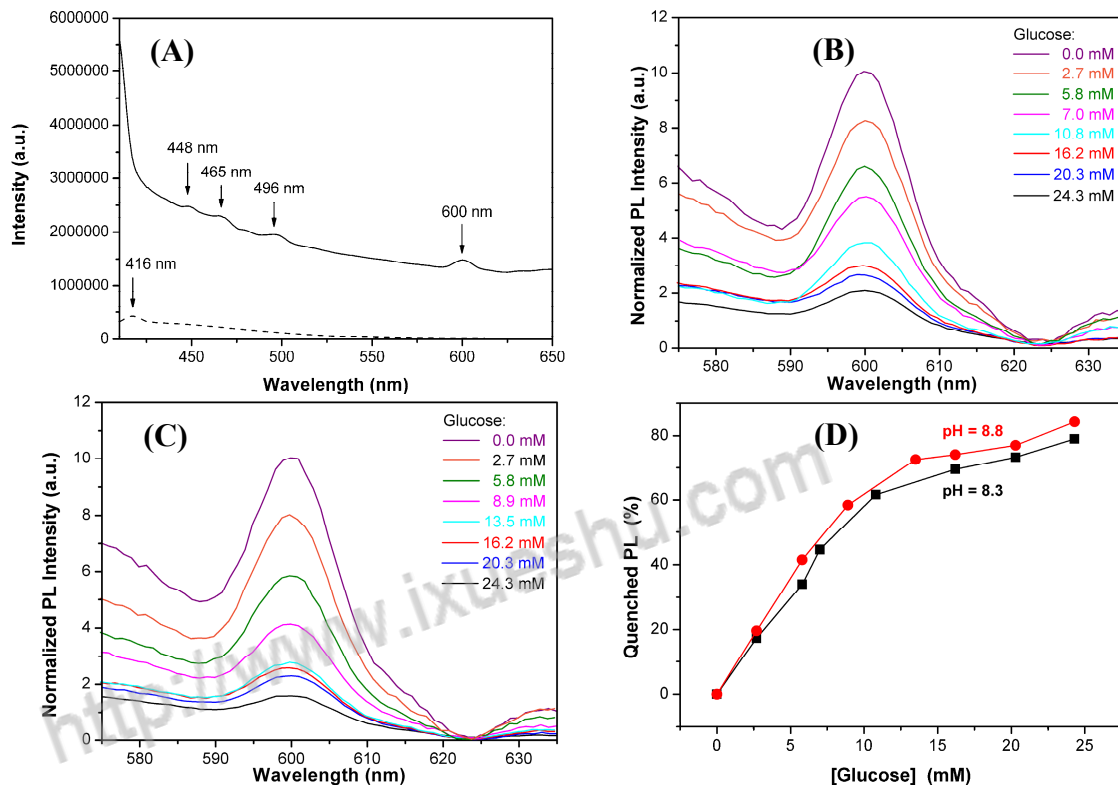 (A)
Intensity (a.u.)
6000000
5000000
4000000
3000000
2000000
1000000
0
448 nm
465 nm
496 nm
600 nm
416 nm
450
500
550
600
650
Wavelength (nm)
(B)
Normalized PL Intensity (a.u.)
12
10
8
6
4
2
0
Glucose:
0.0 mM
2.7 mM
5.8 mM
7.0 mM
10.8 mM
16.2 mM
20.3 mM
24.3 mM
580
590
600
610
620
630
Wavelength (nm)
(C)
Normalized PL Intensity (a.u.)
12
10
8
6
4
2
0
Glucose:
0.0 mM
2.7 mM
5.8 mM
8.9 mM
13.5 mM
16.2 mM
20.3 mM
24.3 mM
580
590
600
610
620
630
Wavelength (nm)
(D)
Quenched PL (%)
80
60
40
20
0
pH = 8.8
pH = 8.3
0
5
10
15
20
25
[Glucose] (mM)
http://www.ixueshu.com